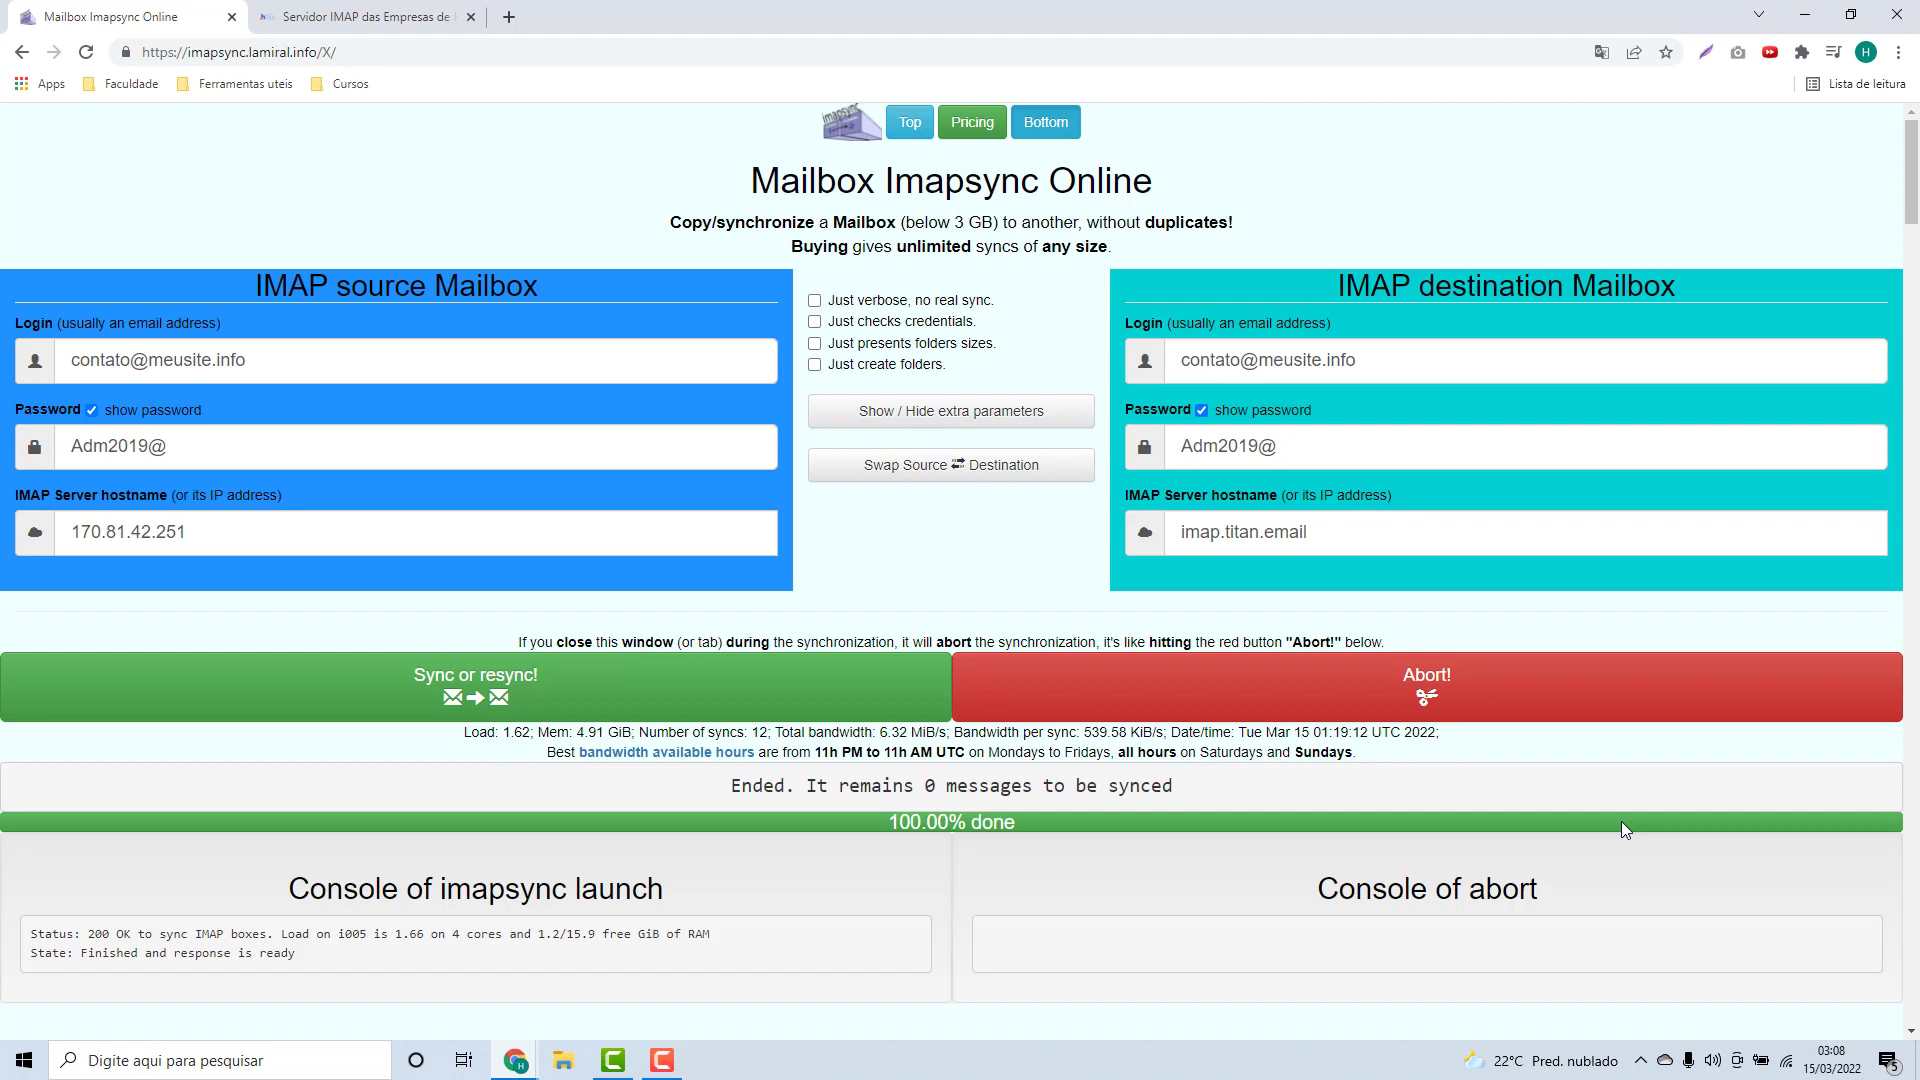 Mailbox Imapsync Online
Servidor IMAP das Empresas de
https://imapsync.lamiral.info/X/
H
Apps
Faculdade
Ferramentas uteis
Cursos
Lista de leitura
imapsync
Top
Pricing
Bottom
Mailbox Imapsync Online
Copy/synchronize a Mailbox (below 3 GB) to another, without duplicates!
Buying gives unlimited syncs of any size.
IMAP source Mailbox
Login (usually an email address)
contato@meusite.info
Password show password
Adm2019@
IMAP Server hostname (or its IP address)
170.81.42.251
Just verbose, no real sync.
Just checks credentials.
Just presents folders sizes.
Just create folders.
Show / Hide extra parameters
Swap Source Destination
IMAP destination Mailbox
Login (usually an email address)
contato@meusite.info
Password show password
Adm2019@
IMAP Server hostname (or its IP address)
imap.titan.email
If you close this window (or tab) during the synchronization, it will abort the synchronization, it's like hitting the red button "Abort!" below.
Sync or resync!
Abort!
Load: 1.62; Mem: 4.91 GiB; Number of syncs: 12; Total bandwidth: 6.32 MiB/s; Bandwidth per sync: 539.58 KiB/s; Date/time: Tue Mar 15 01:19:12 UTC 2022;
Best bandwidth available hours are from 11h PM to 11h AM UTC on Mondays to Fridays, all hours on Saturdays and Sundays.
Ended. It remains 0 messages to be synced
100.00% done
Console of imapsync launch
Status: 200 OK to sync IMAP boxes. Load on i005 is 1.66 on 4 cores and 1.2/15.9 free GiB of RAM
State: Finished and response is ready
Console of abort
Digite aqui para pesquisar
H
C
C
22°C Pred. nublado
03:08
15/03/2022
5